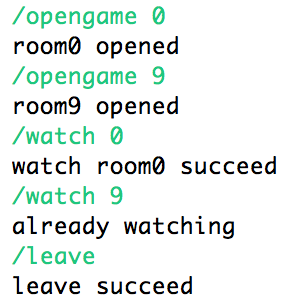 /opengame 0
room0 opened
/opengame 9
room9 opened
/watch 0
watch room0 succeed
/watch 9
already watching
/leave
leave succeed